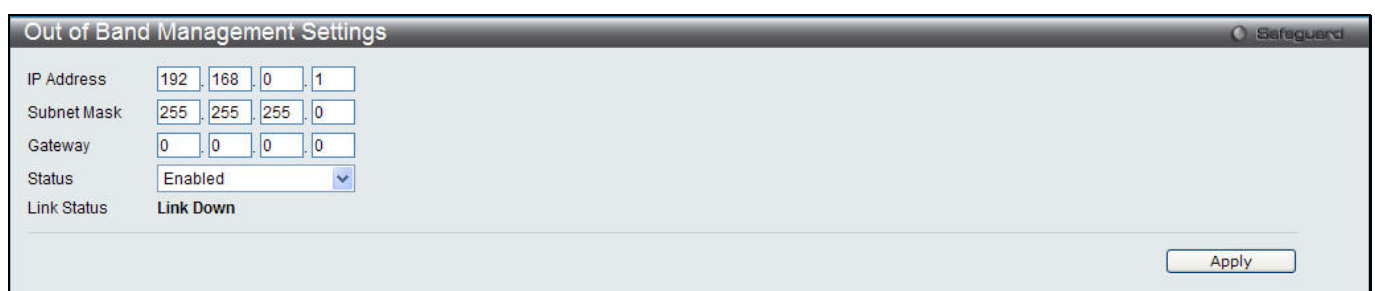 Out of Band Management Settings
Safeguard
IP Address 192 . 168 . 0 . 1
Subnet Mask 255 . 255 . 255 . 0
Gateway 0 . 0 . 0 . 0
Status Enabled
Link Status Link Down
Apply